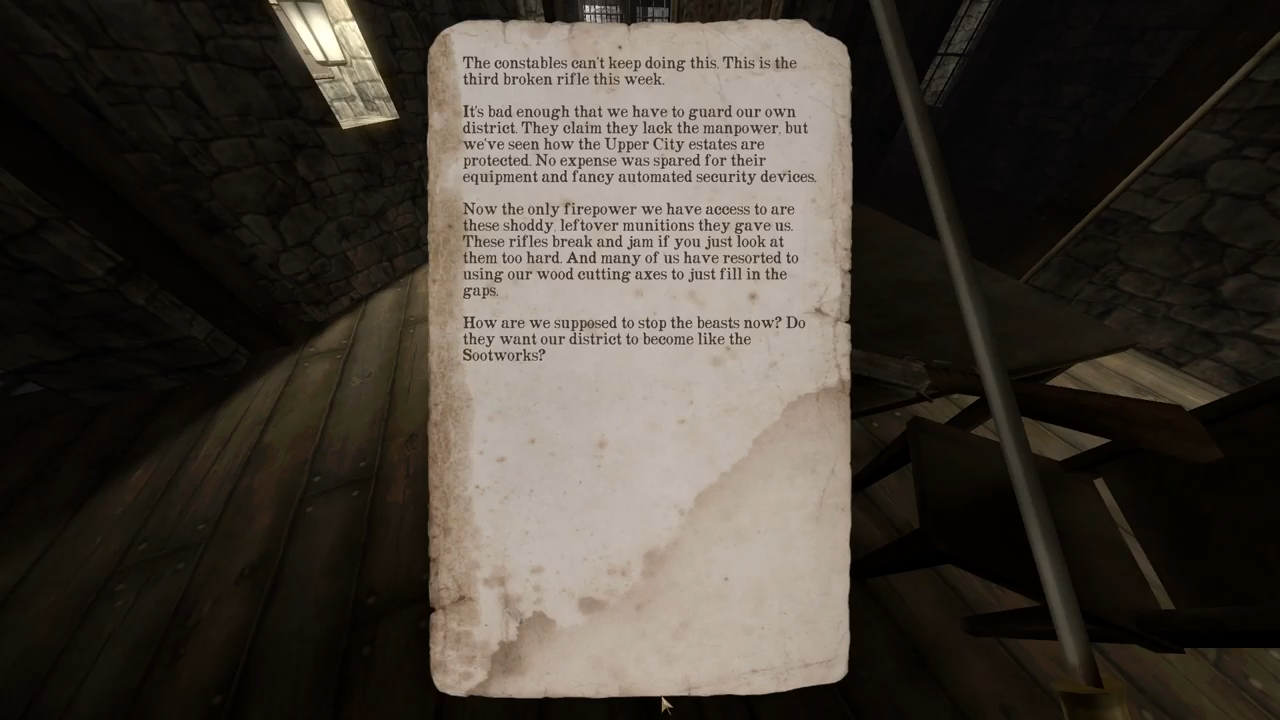 The constables can't keep doing this. This is the
third broken rifle this week.
It's bad enough that we have to guard our own
district. They claim they lack the manpower, but
we've seen how the Upper City estates are
protected. No expense was spared for their
equipment and fancy automated security devices.
Now the only firepower we have access to are
these shoddy, leftover munitions they gave us.
These rifles break and jam if you just look at
them too hard. And many of us have resorted to
using our wood cutting axes to just fill in the
gaps.
How are we supposed to stop the beasts now? Do
they want our district to become like the
Sootworks?